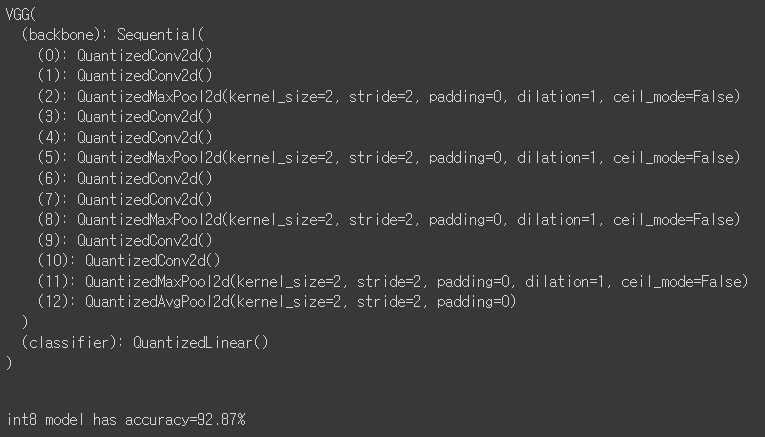 VGG(
  (backbone): Sequential(
    (0): QuantizedConv2d()
    (1): QuantizedConv2d()
    (2): QuantizedMaxPool2d(kernel_size=2, stride=2, padding=0, dilation=1, ceil_mode=False)
    (3): QuantizedConv2d()
    (4): QuantizedConv2d()
    (5): QuantizedMaxPool2d(kernel_size=2, stride=2, padding=0, dilation=1, ceil_mode=False)
    (6): QuantizedConv2d()
    (7): QuantizedConv2d()
    (8): QuantizedMaxPool2d(kernel_size=2, stride=2, padding=0, dilation=1, ceil_mode=False)
    (9): QuantizedConv2d()
    (10): QuantizedConv2d()
    (11): QuantizedMaxPool2d(kernel_size=2, stride=2, padding=0, dilation=1, ceil_mode=False)
    (12): QuantizedAvgPool2d(kernel_size=2, stride=2, padding=0)
  )
  (classifier): QuantizedLinear()
)
int8 model has accuracy=92.87%